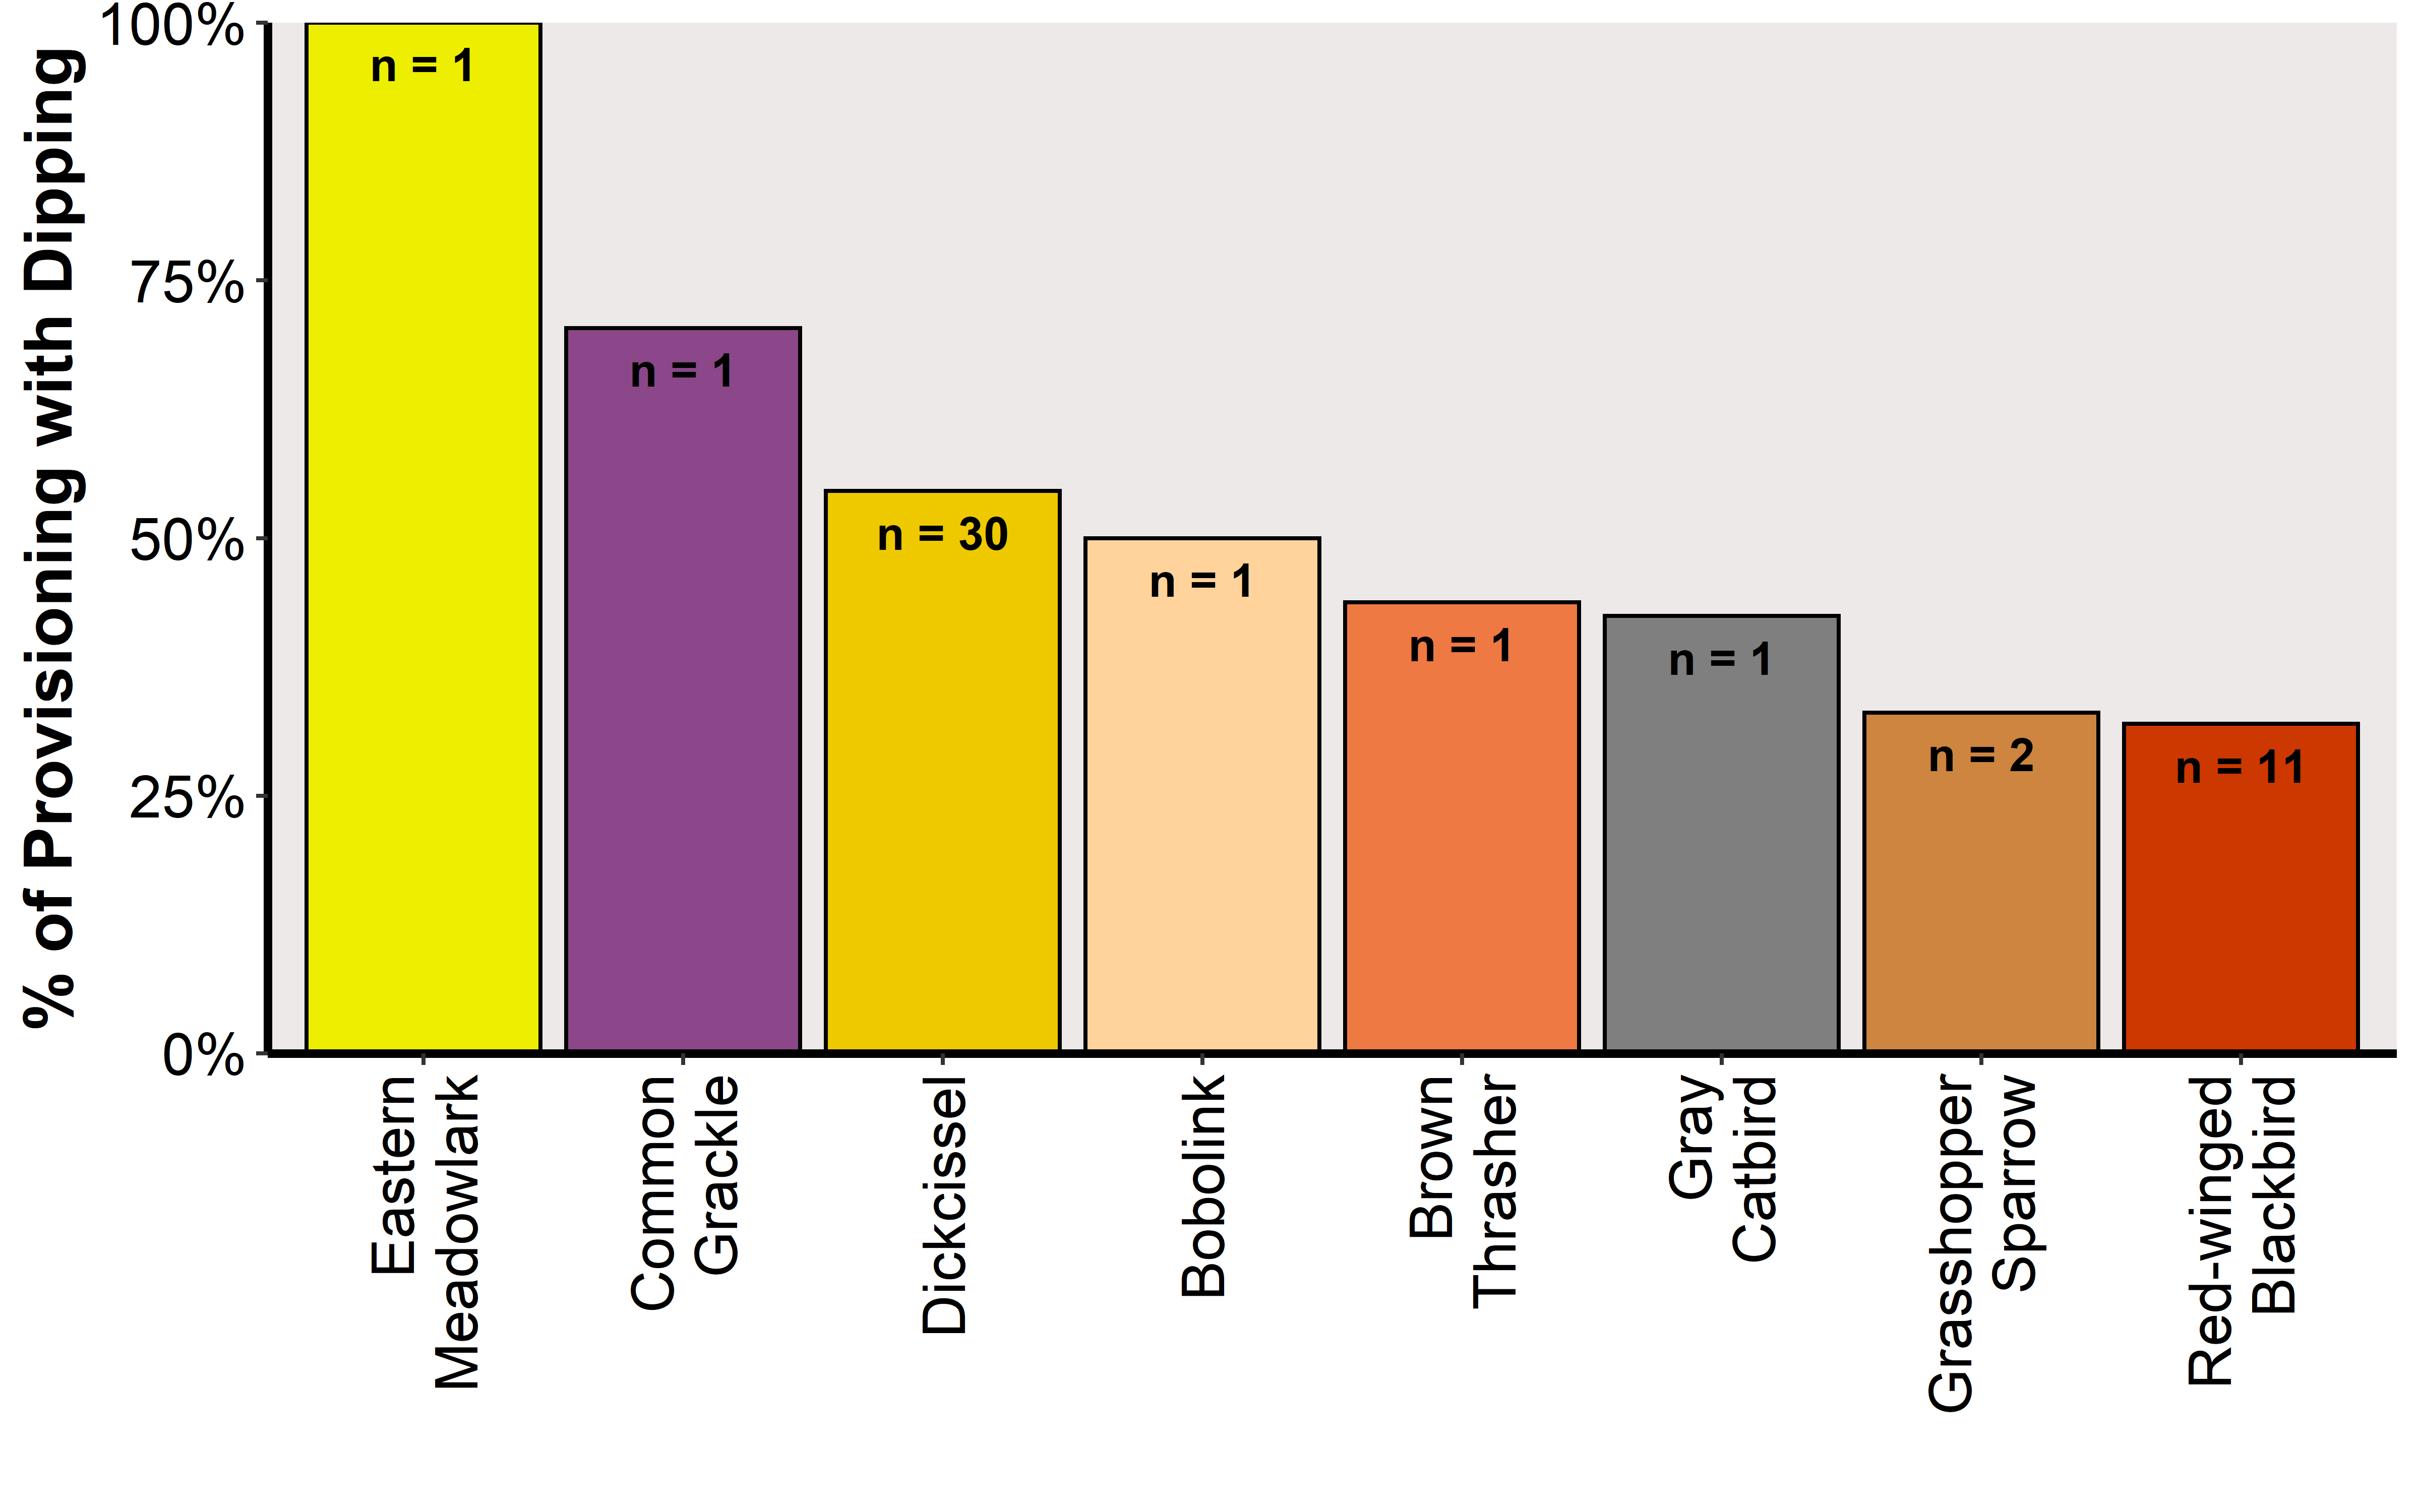 % of Provisioning with Dipping
100%
75%
50%
25%
0%
n = 1
n = 1
n = 30
n = 1
n = 1
n = 1
n = 2
n = 11
Eastern
Meadowlark
Common
Grackle
Dickcissel
Bobolink
Brown
Thrasher
Gray
Catbird
Grasshopper
Sparrow
Red-winged
Blackbird